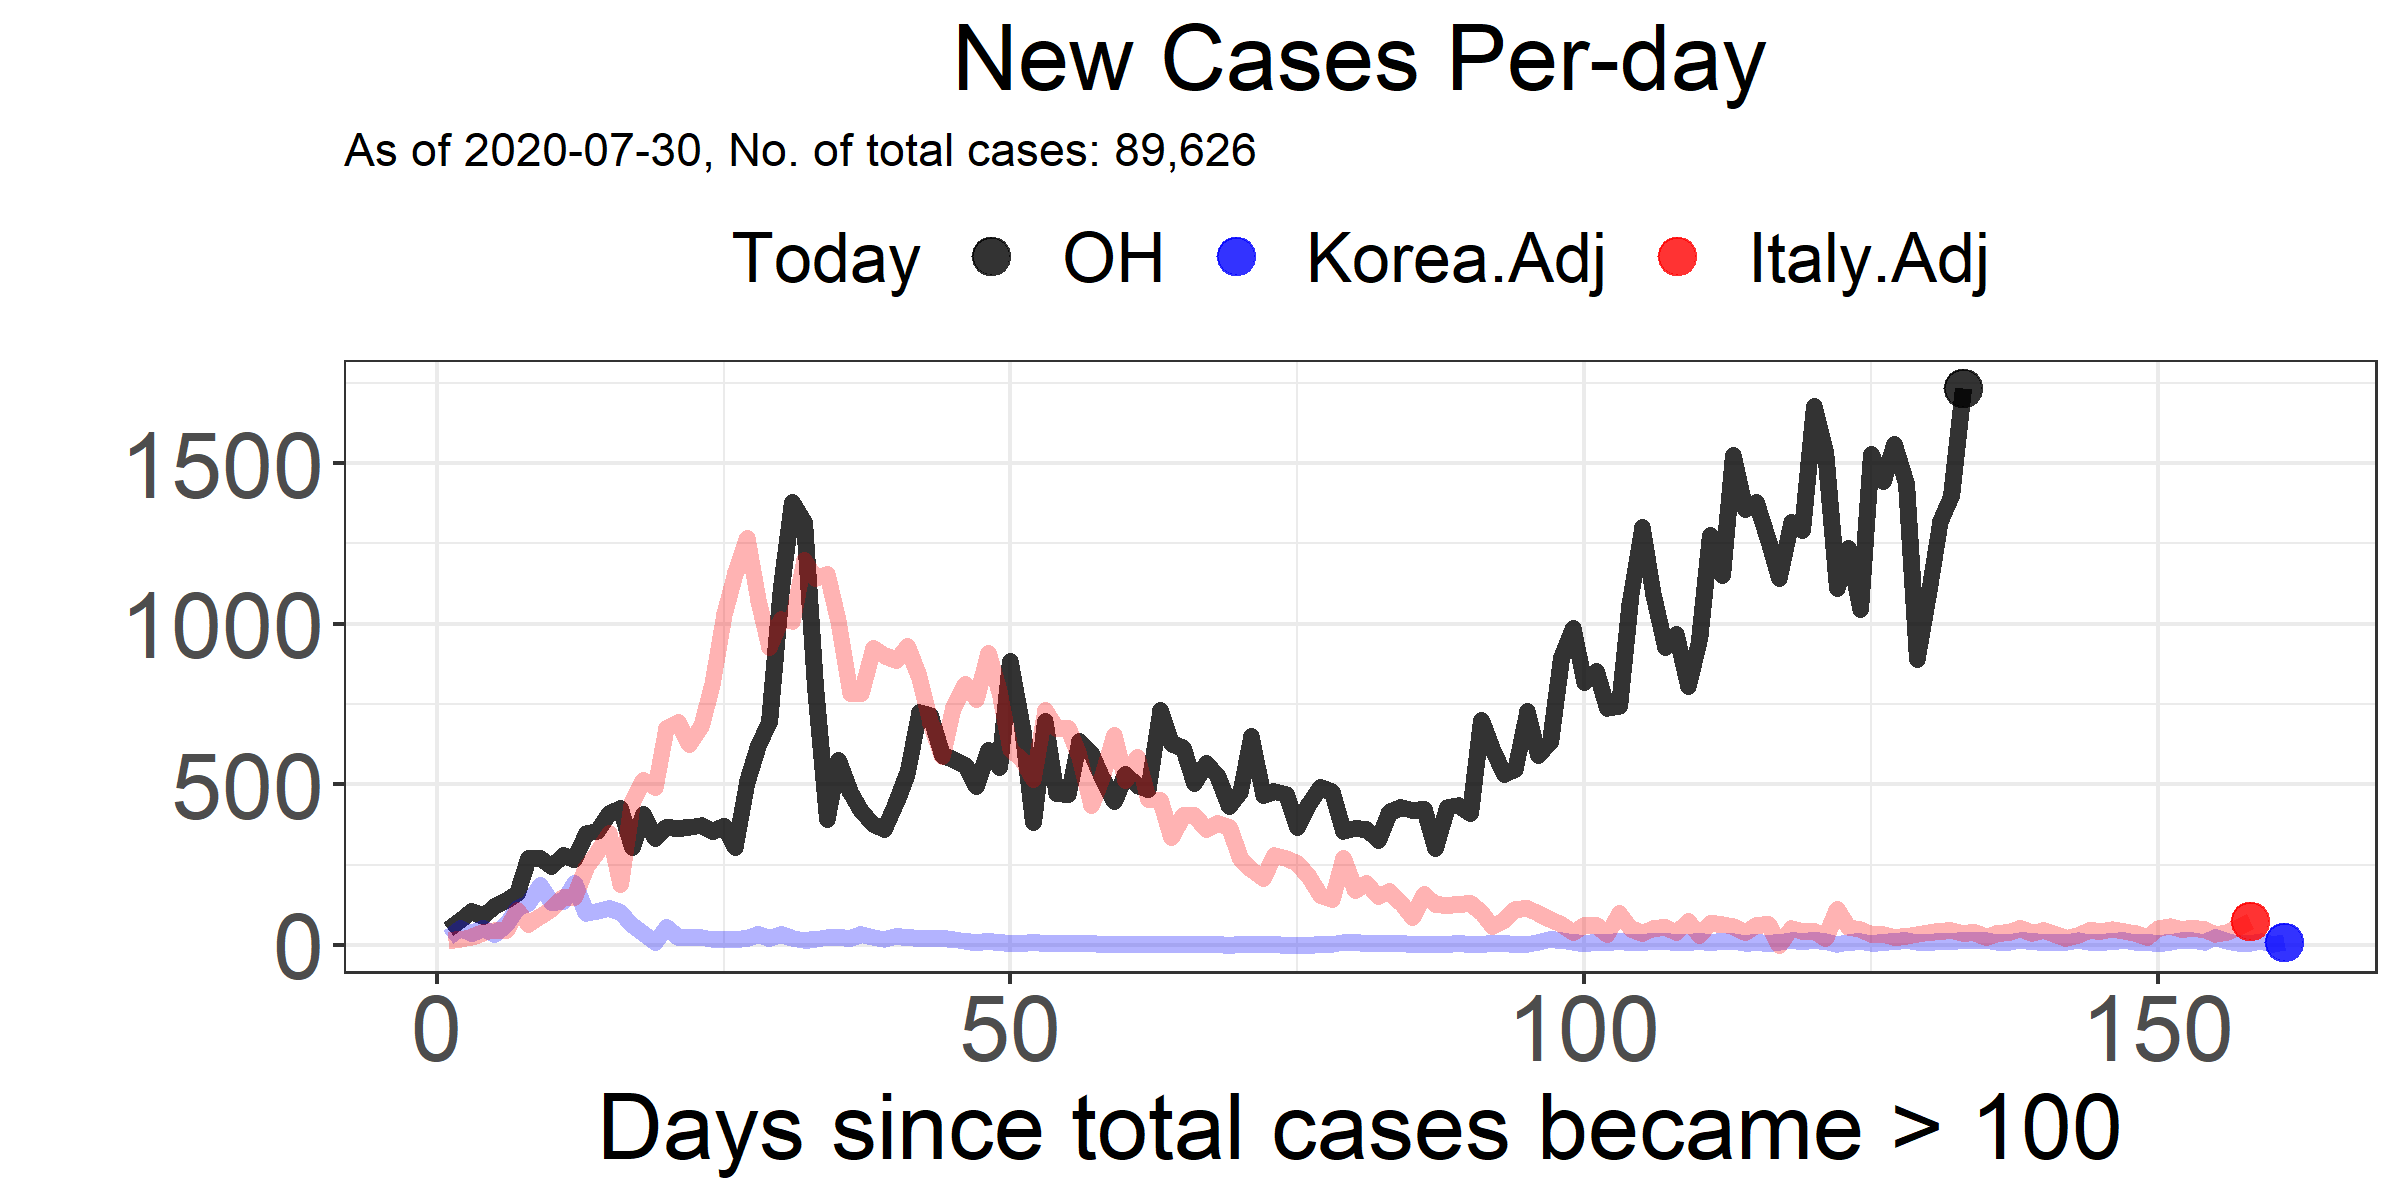 New Cases Per-day
As of 2020-07-30, No. of total cases: 89,626
Today OH Korea.Adj Italy.Adj
1500
1000
500
0
0 50 100 150
Days since total cases became > 100